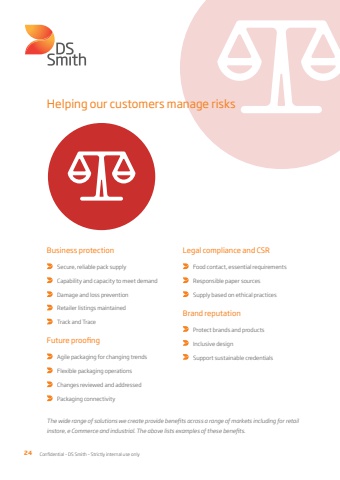 DS
Smith
Helping our customers manage risks
Business protection
Secure, reliable pack supply
Capability and capacity to meet demand
Damage and loss prevention
Retailer listings maintained
Track and Trace
Future proofing
Agile packaging for changing trends
Flexible packaging operations
Changes reviewed and addressed
Packaging connectivity
Legal compliance and CSR
Food contact, essential requirements
Responsible paper sources
Supply based on ethical practices
Brand reputation
Protect brands and products
Inclusive design
Support sustainable credentials
The wide range of solutions we create provide benefits across a range of markets including for retail
instore, e Commerce and industrial. The above lists examples of these benefits.
24 Confidential - DS Smith - Strictly internal use only.